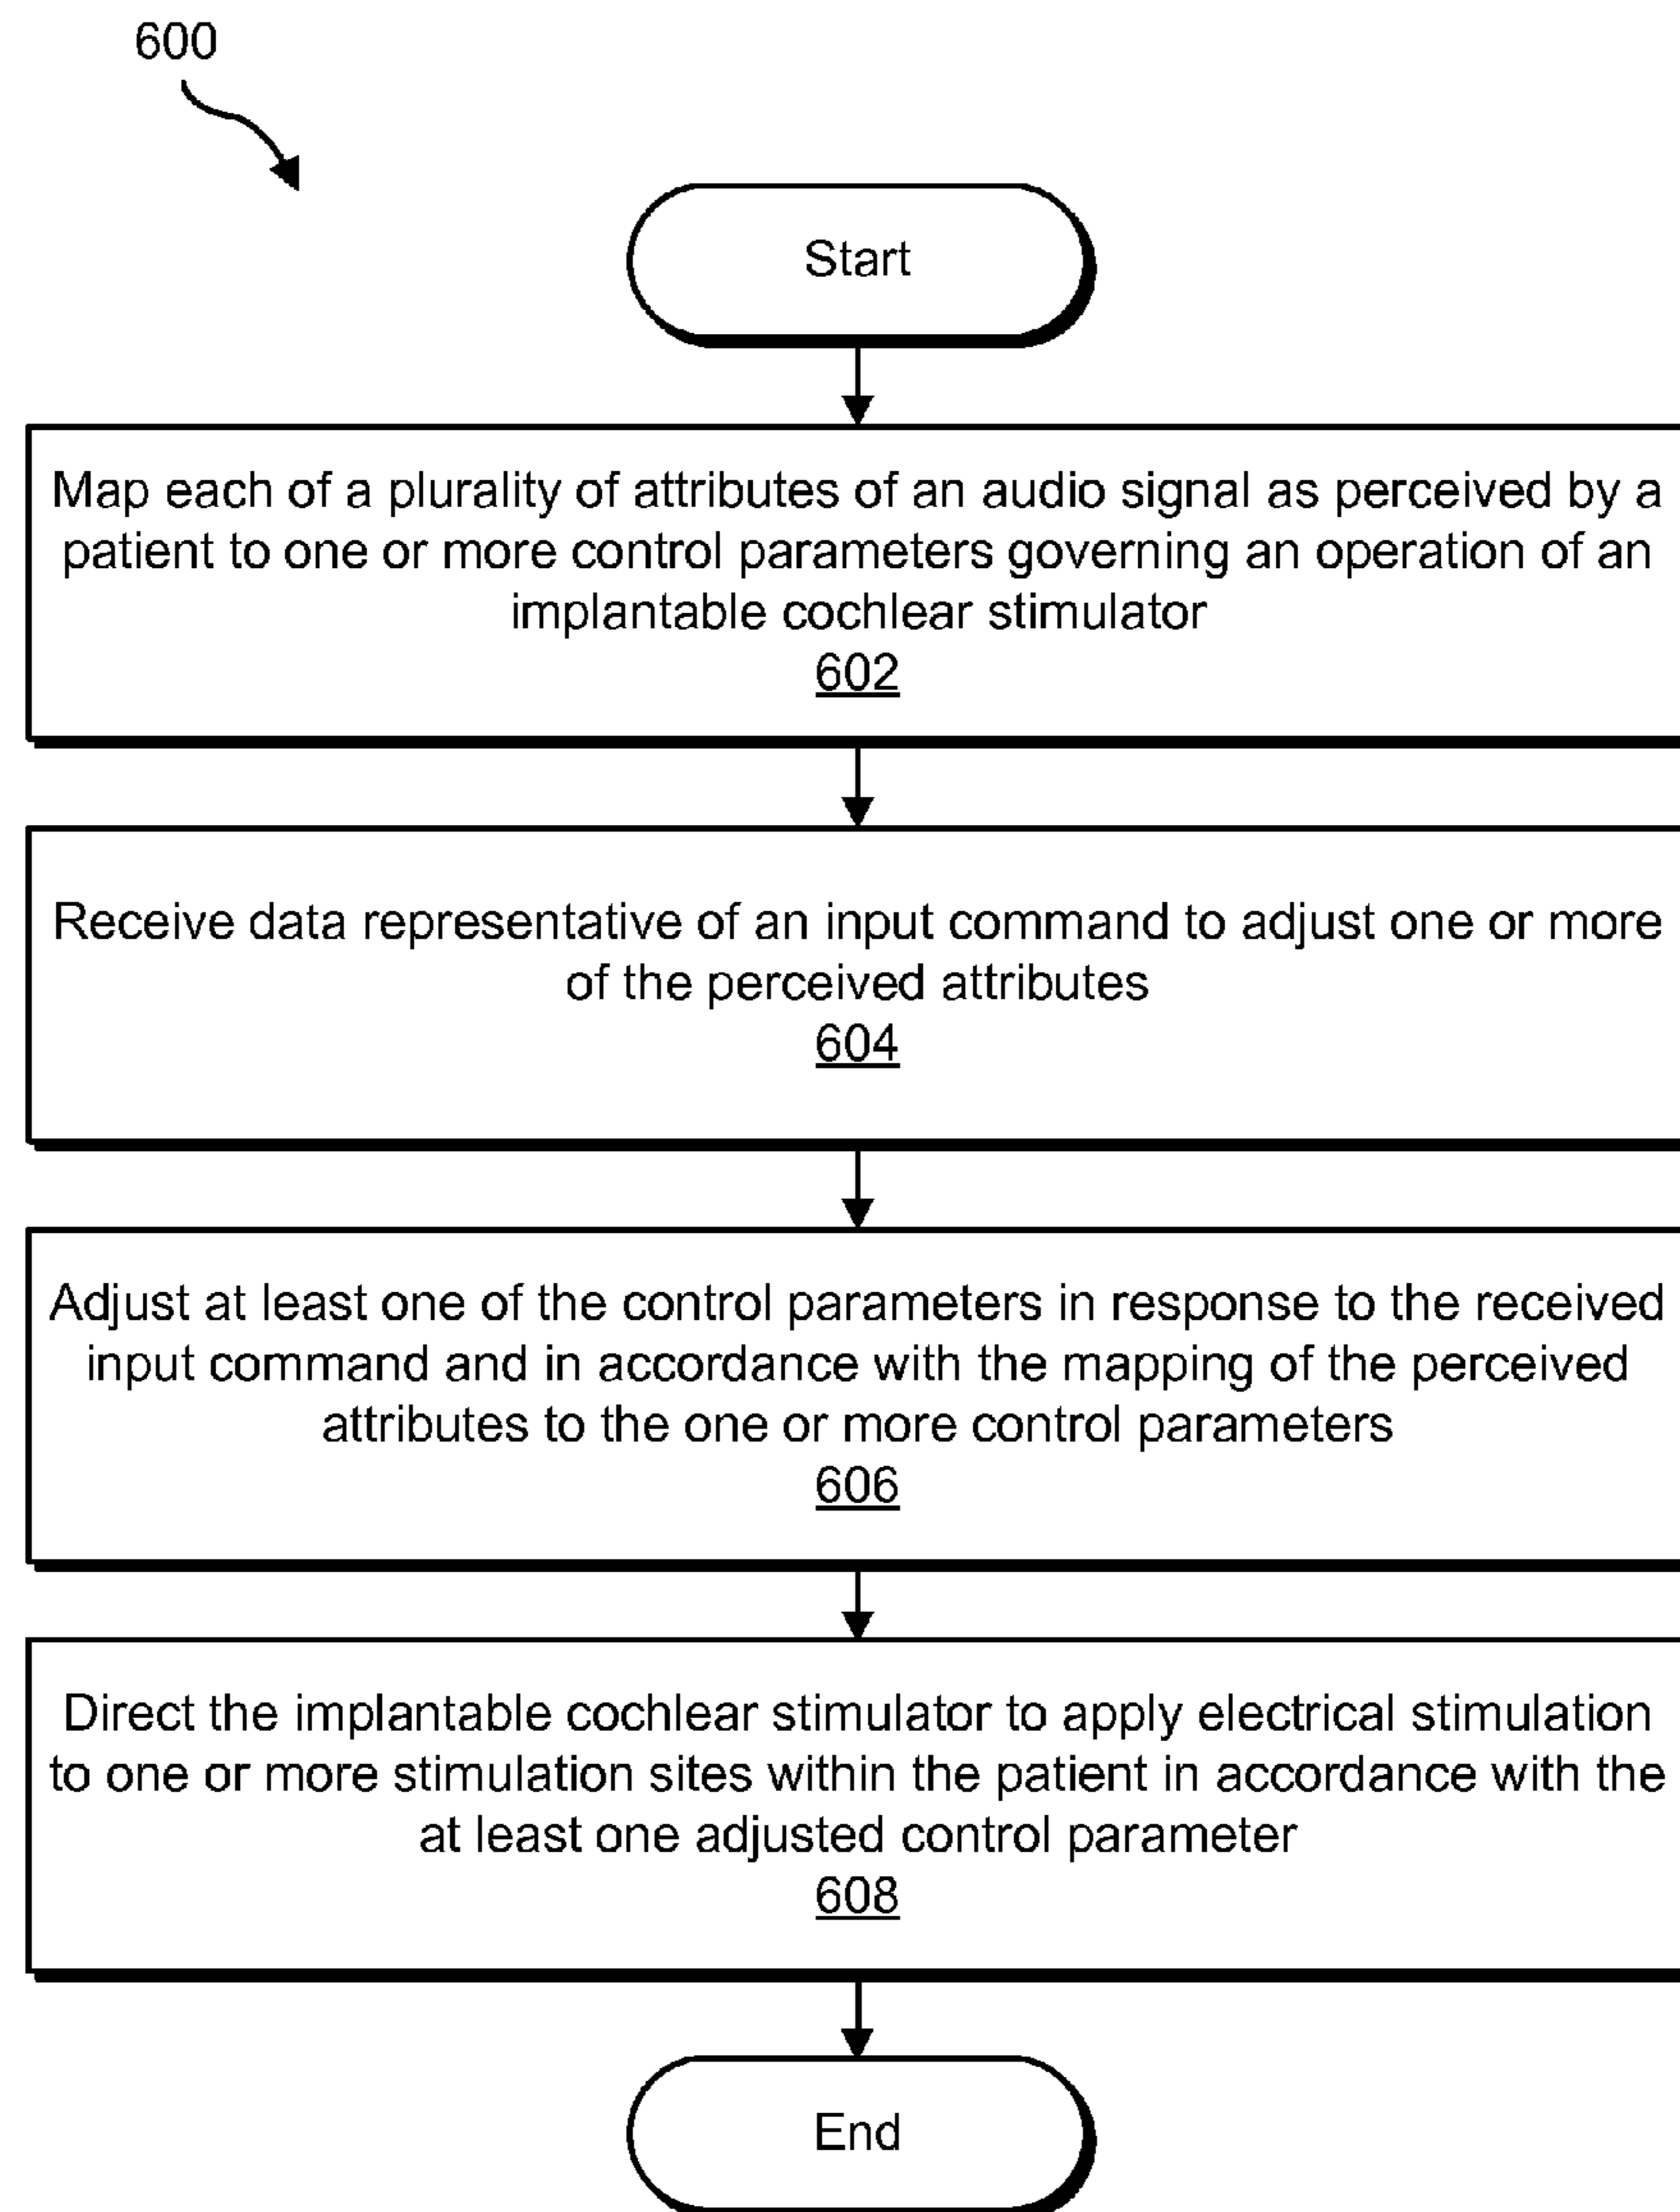 600
Start
Map each of a plurality of attributes of an audio signal as perceived by a
patient to one or more control parameters governing an operation of an
implantable cochlear stimulator
602
Receive data representative of an input command to adjust one or more
of the perceived attributes
604
Adjust at least one of the control parameters in response to the received
input command and in accordance with the mapping of the perceived
attributes to the one or more control parameters
606
Direct the implantable cochlear stimulator to apply electrical stimulation
to one or more stimulation sites within the patient in accordance with the
at least one adjusted control parameter
608
End